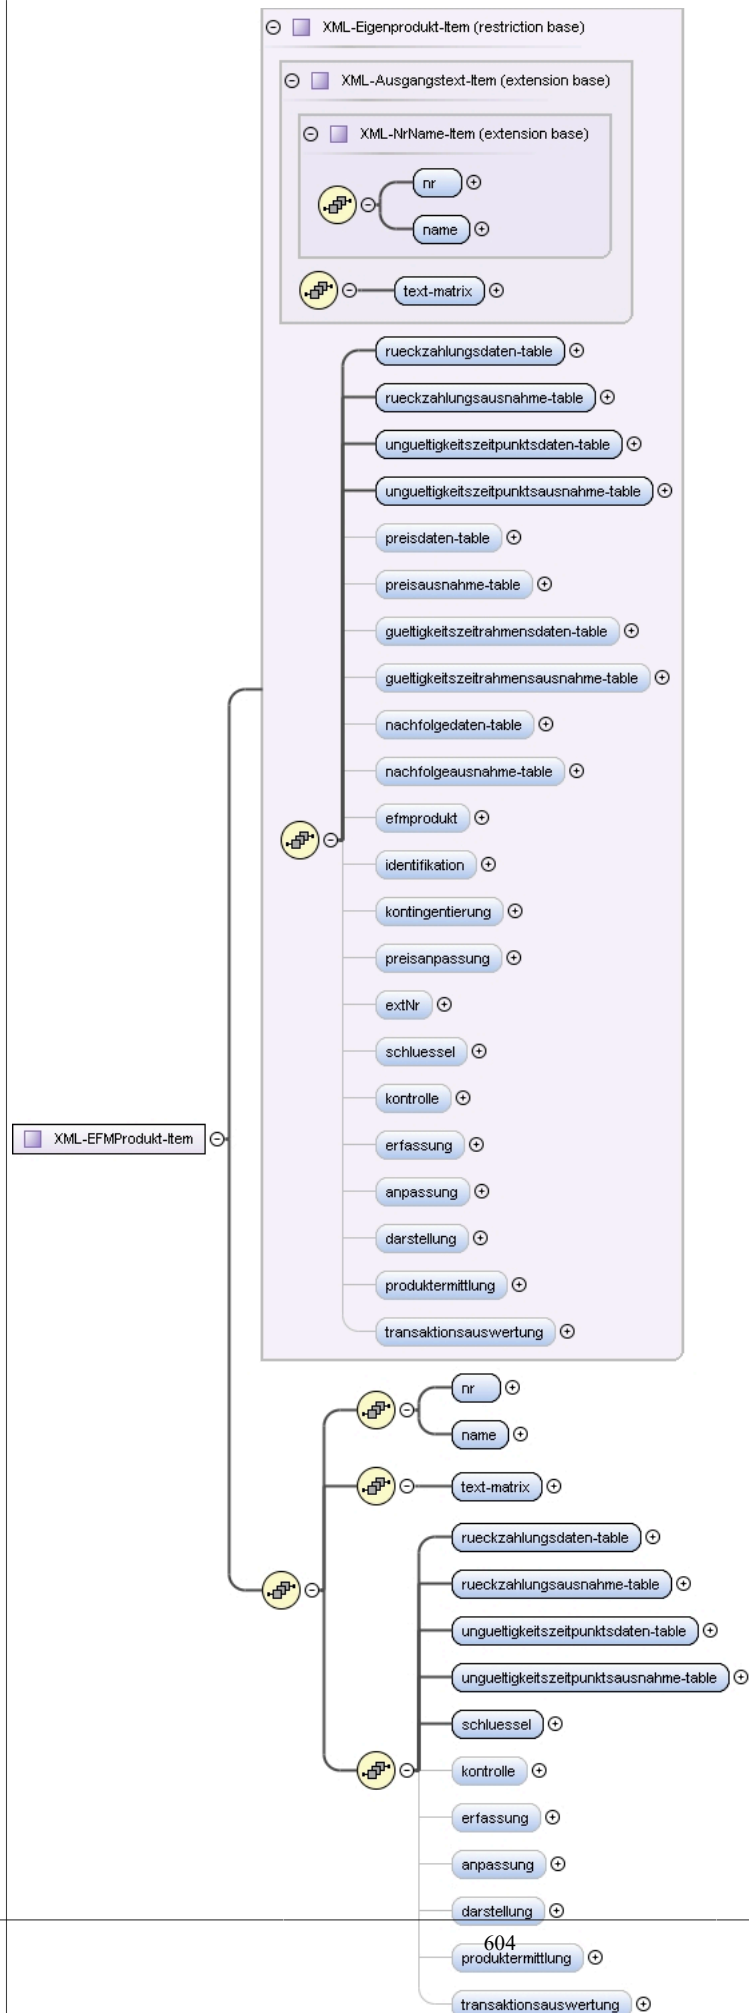 XML-Eigenprodukt-Item (restriction base)
XML-Ausgangstext-Item (extension base)
XML-NrName-Item (extension base)
nr
name
text-matrix
rueckzahlungsdaten-table
rueckzahlungsausnahme-table
ungueltigkeitszeitpunktsdaten-table
ungueltigkeitszeitpunktsausnahme-table
preisdaten-table
preisausnahme-table
gueltigkeitszeitrahmensdaten-table
gueltigkeitszeitrahmensausnahme-table
nachfolgedaten-table
nachfolgeausnahme-table
efmprodukt
identifikation
kontingentierung
preisanpassung
extNr
schluessel
kontrolle
erfassung
anpassung
darstellung
produktermittlung
transaktionsauswertung
XML-EFMProdukt-Item
nr
name
text-matrix
rueckzahlungsdaten-table
rueckzahlungsausnahme-table
ungueltigkeitszeitpunktsdaten-table
ungueltigkeitszeitpunktsausnahme-table
schluessel
kontrolle
erfassung
anpassung
darstellung
604
produktermittlung
transaktionsauswertung